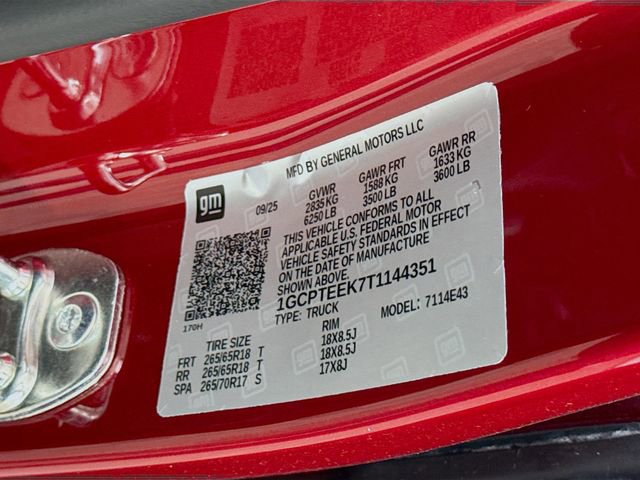 MFD BY GENERAL MOTORS LLC
gm
09/25 GVWR GAWR FRT GAWR RR
2835 KG 1588 KG 1633 KG
6250 LB 3500 LB 3600 LB
THIS VEHICLE CONFORMS TO ALL
APPLICABLE U.S. FEDERAL MOTOR
VEHICLE SAFETY STANDARDS IN EFFECT
ON THE DATE OF MANUFACTURE
SHOWN ABOVE.
1GCPTEEK7T1144351
TYPE: TRUCK MODEL: 7114E43
170H
TIRE SIZE RIM
FRT 265/65R18 T 18X8.5J
RR 265/65R18 T 18X8.5J
SPA 265/70R17 S 17X8J